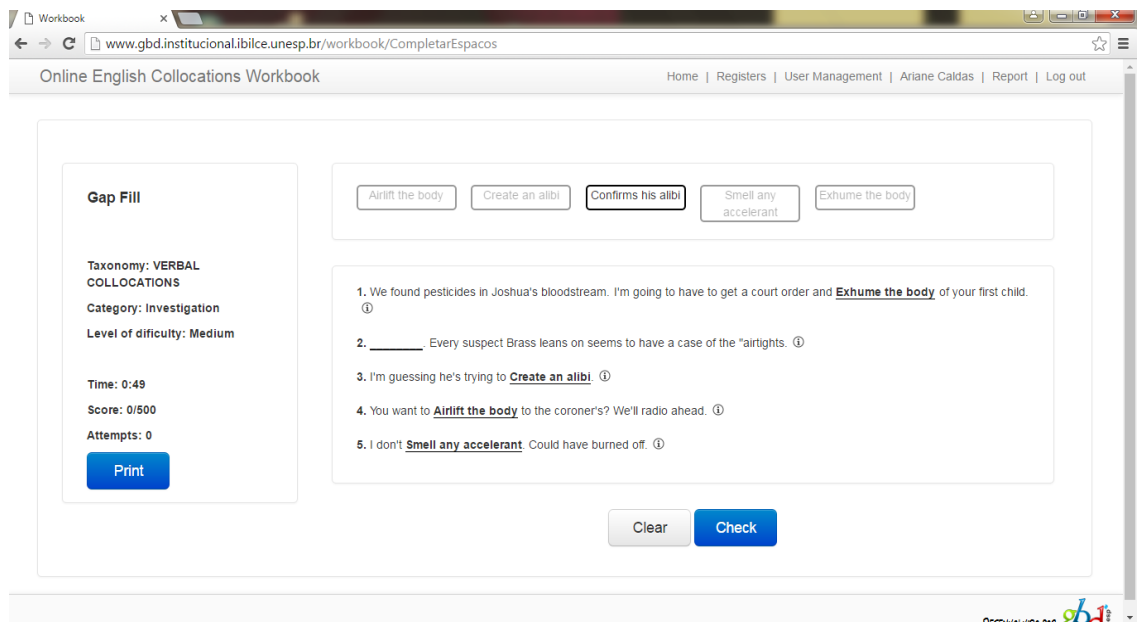 Workbook
www.gbd.institucional.ibilce.unesp.br/workbook/CompletarEspacos
Online English Collocations Workbook
Home | Registers | User Management | Ariane Caldas | Report | Log out
Gap Fill
Taxonomy: VERBAL
COLLOCATIONS
Category: Investigation
Level of dificulty: Medium
Time: 0:49
Score: 0/500
Attempts: 0
Print
Airlift the body
Create an alibi
Confirms his alibi
Smell any
accelerant
Exhume the body
1. We found pesticides in Joshua's bloodstream. I'm going to have to get a court order and Exhume the body of your first child.
2. ________. Every suspect Brass leans on seems to have a case of the "airtights.
3. I'm guessing he's trying to Create an alibi.
4. You want to Airlift the body to the coroner's? We'll radio ahead.
5. I don't Smell any accelerant. Could have burned off.
Clear
Check
gbd